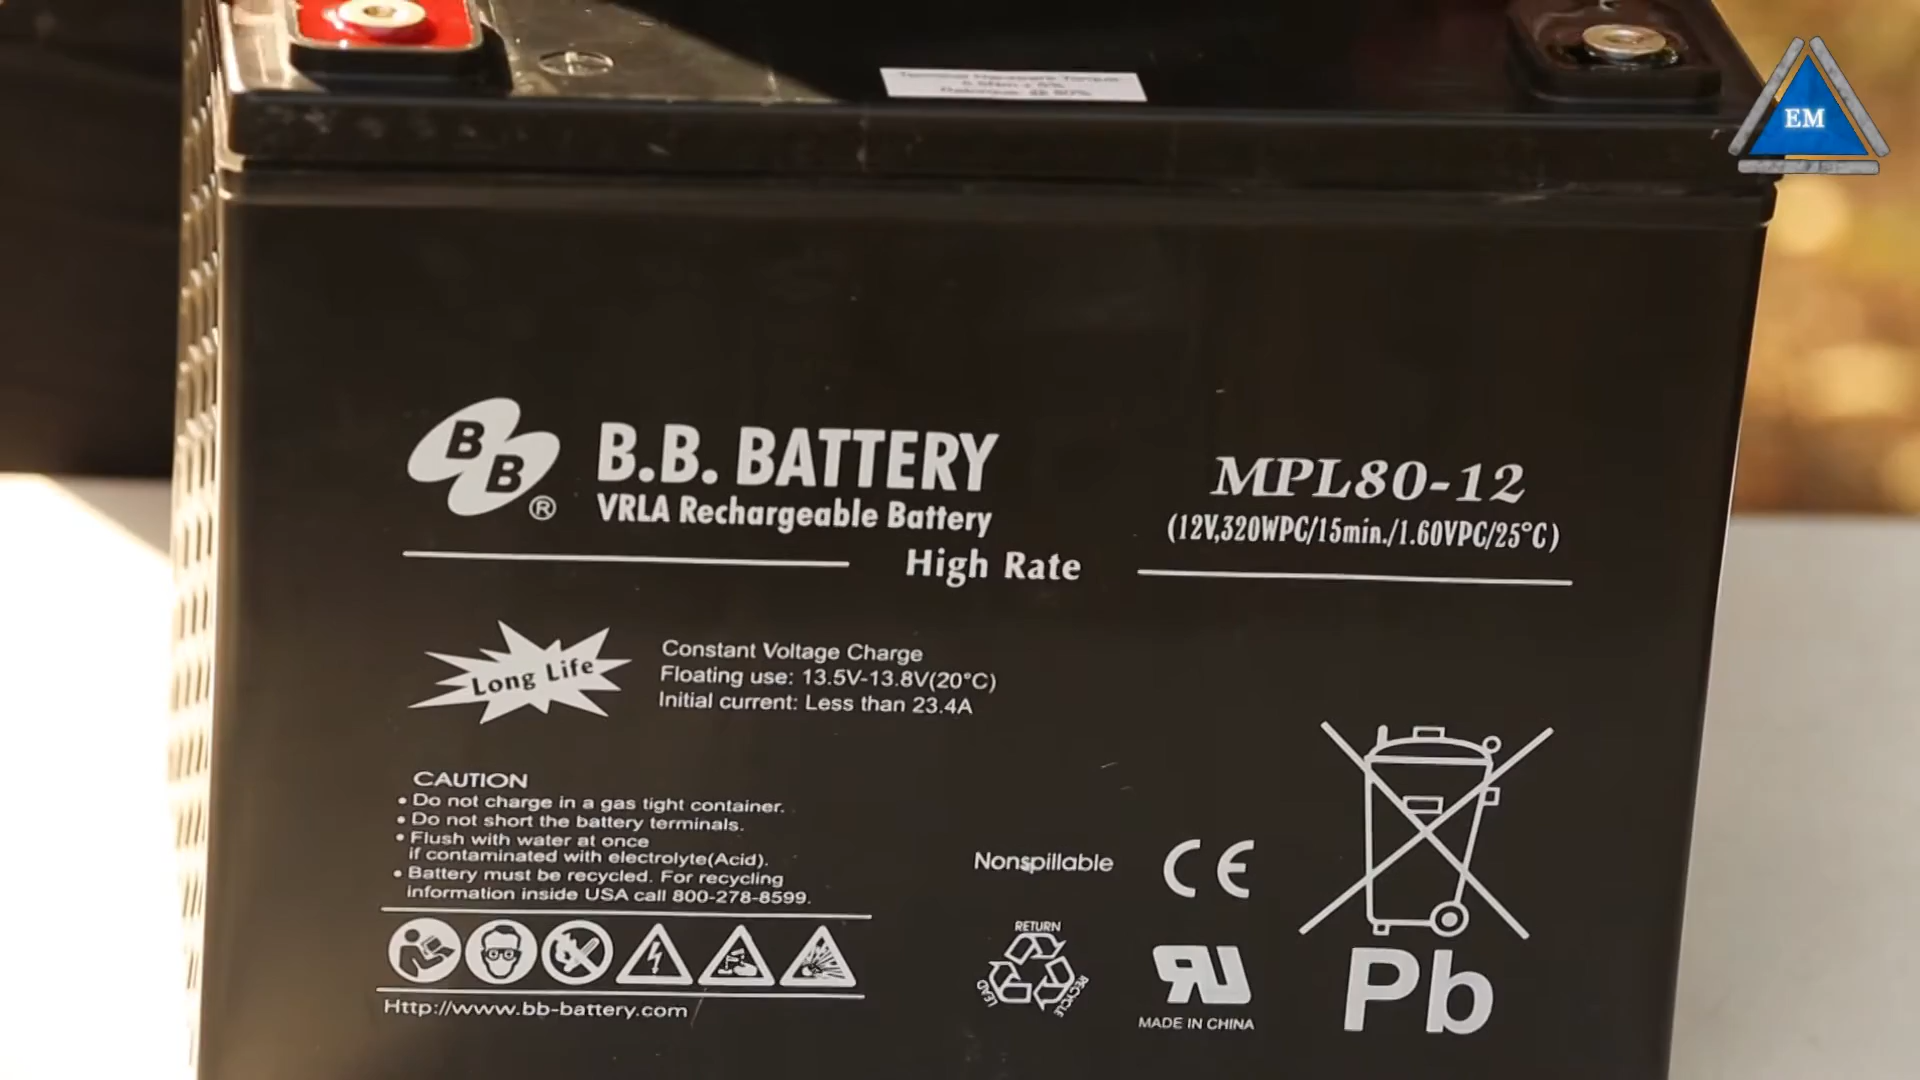 EM
Terminal Hardware Torque:
B B ®
B.B. BATTERY
VRLA Rechargeable Battery
High Rate
MPL80-12
(12V,320WPC/15min./1.60VPC/25°C)
Long Life
Constant Voltage Charge
Floating use: 13.5V-13.8V(20°C)
Initial current: Less than 23.4A
CAUTION
• Do not charge in a gas tight container.
• Do not short the battery terminals.
• Flush with water at once
if contaminated with electrolyte(Acid).
• Battery must be recycled. For recycling
information inside USA call 800-278-8599.
Http://www.bb-battery.com
Nonspillable
CE
RETURN
LEAD
RECYCLE
RU
MADE IN CHINA
Pb